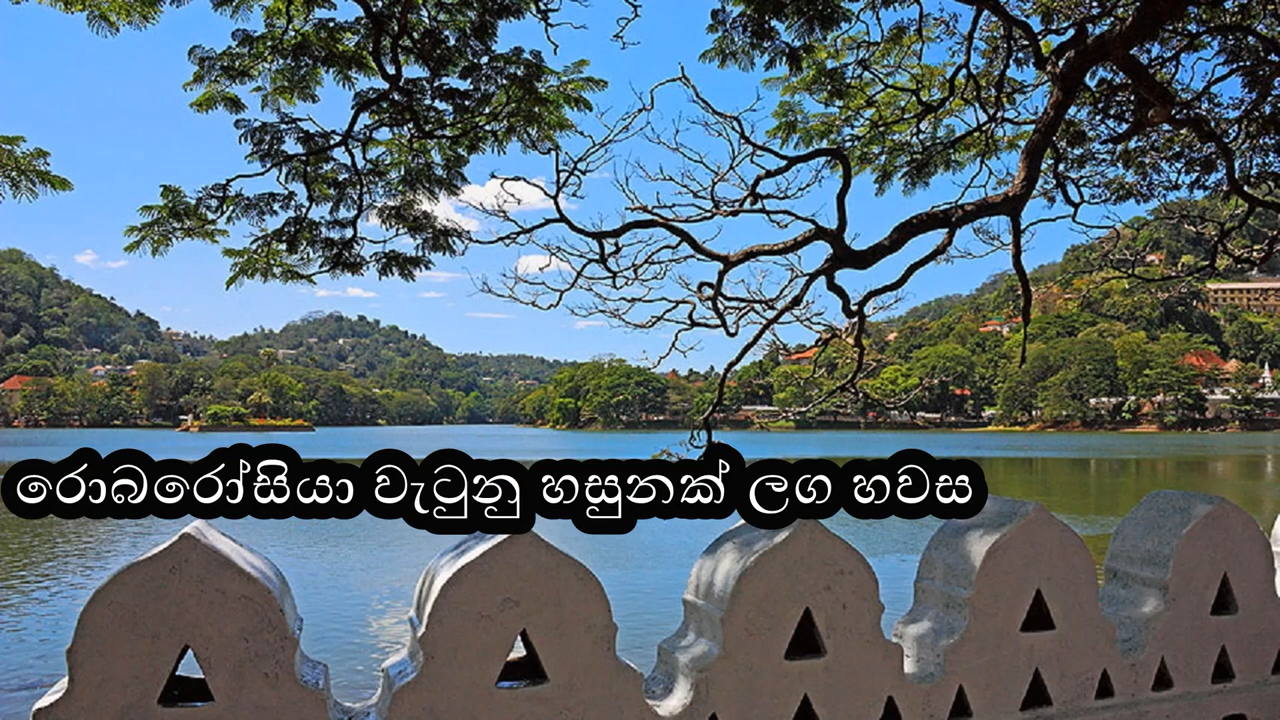 රොබරෝසියා වැටුනු හසුනක් ලග හවස